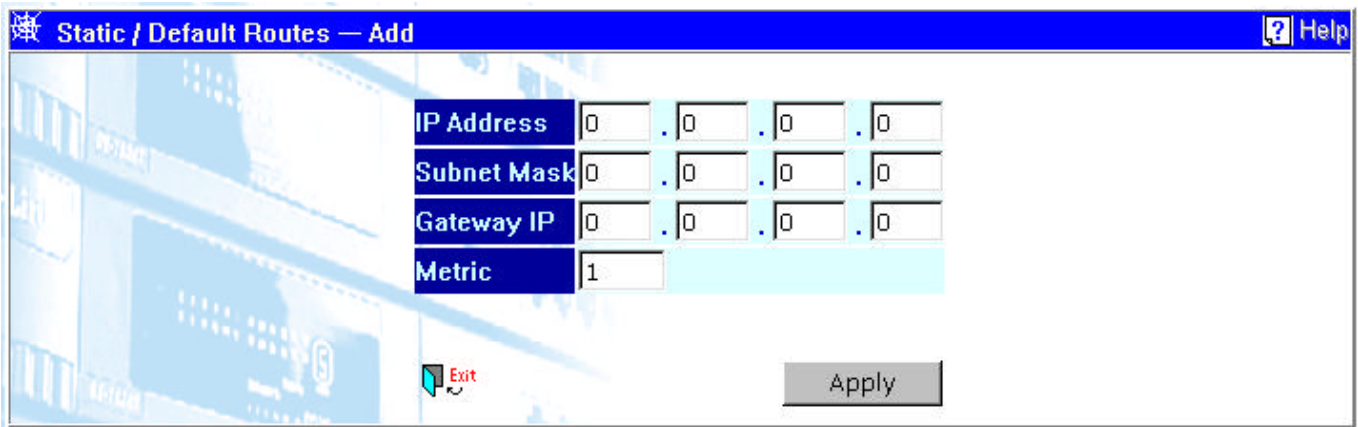 Static / Default Routes — Add
? Help
IP Address 0 . 0 . 0 . 0
Subnet Mask 0 . 0 . 0 . 0
Gateway IP 0 . 0 . 0 . 0
Metric 1
Exit
Apply